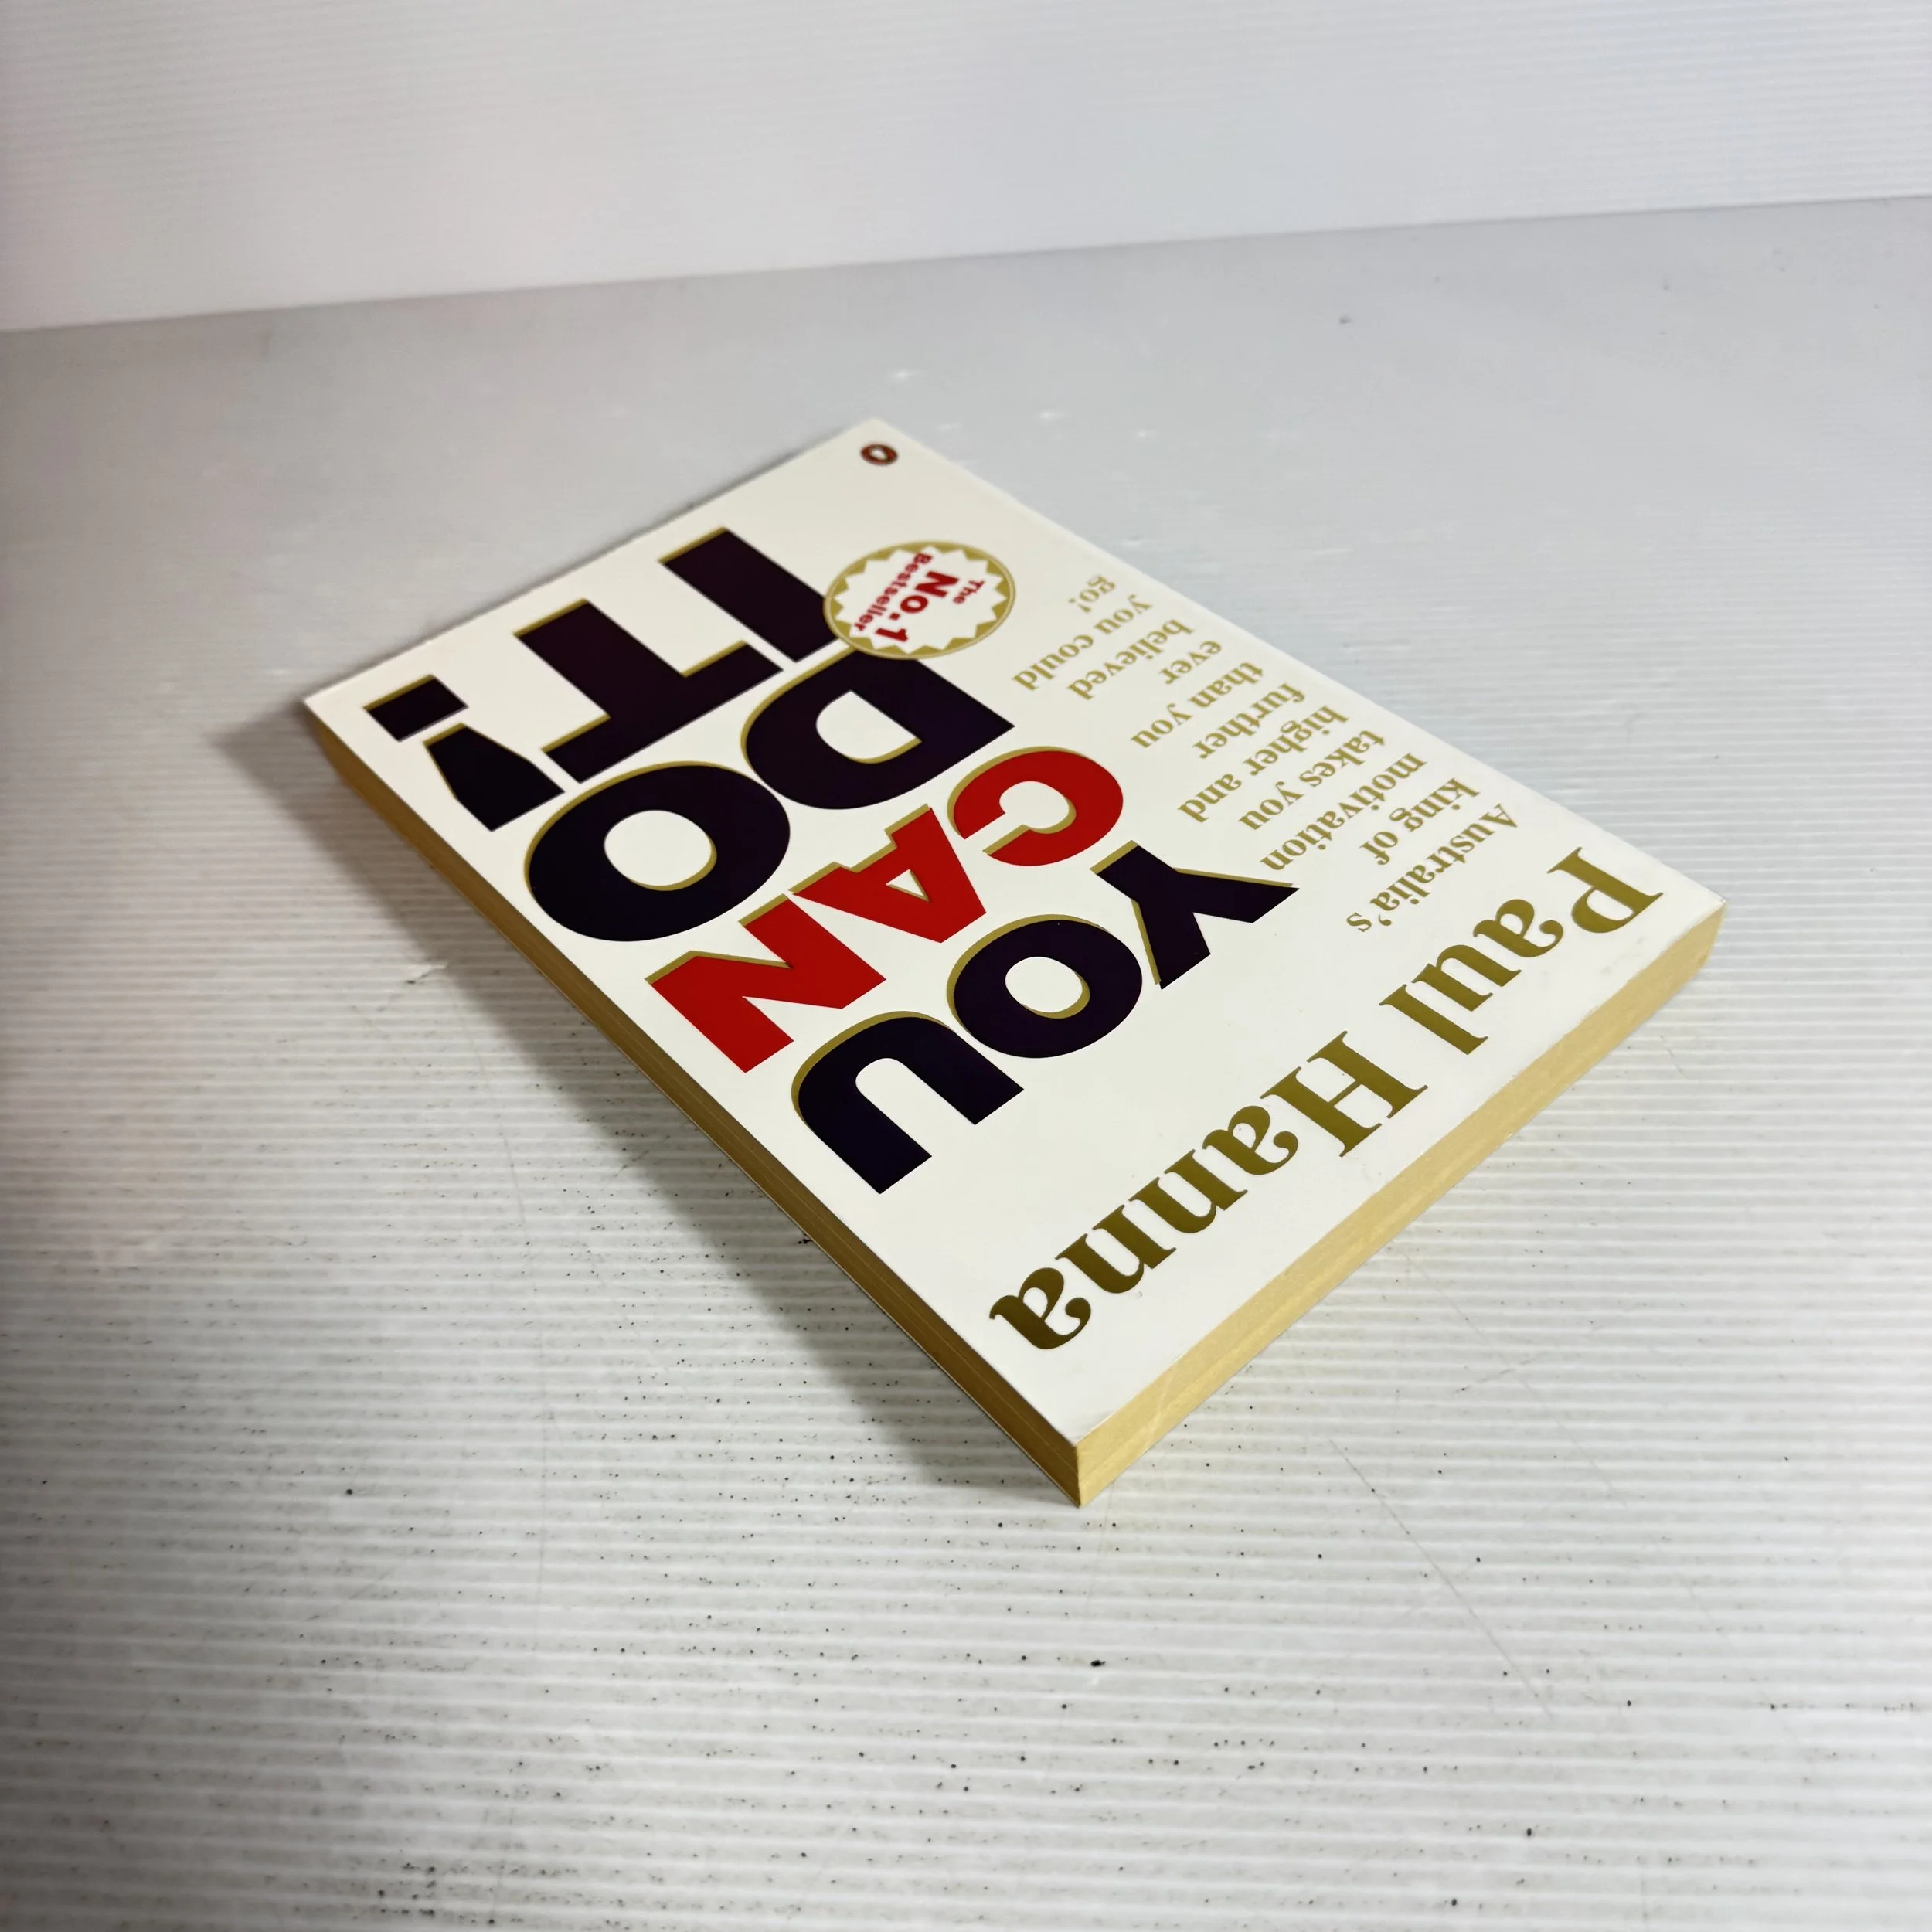 Paul Hanna
Australia's
king of
motivation
takes you
higher and
further
than you
ever
believed
you could
go!
YOU
CAN
DO
IT!
The
No.1
Bestseller